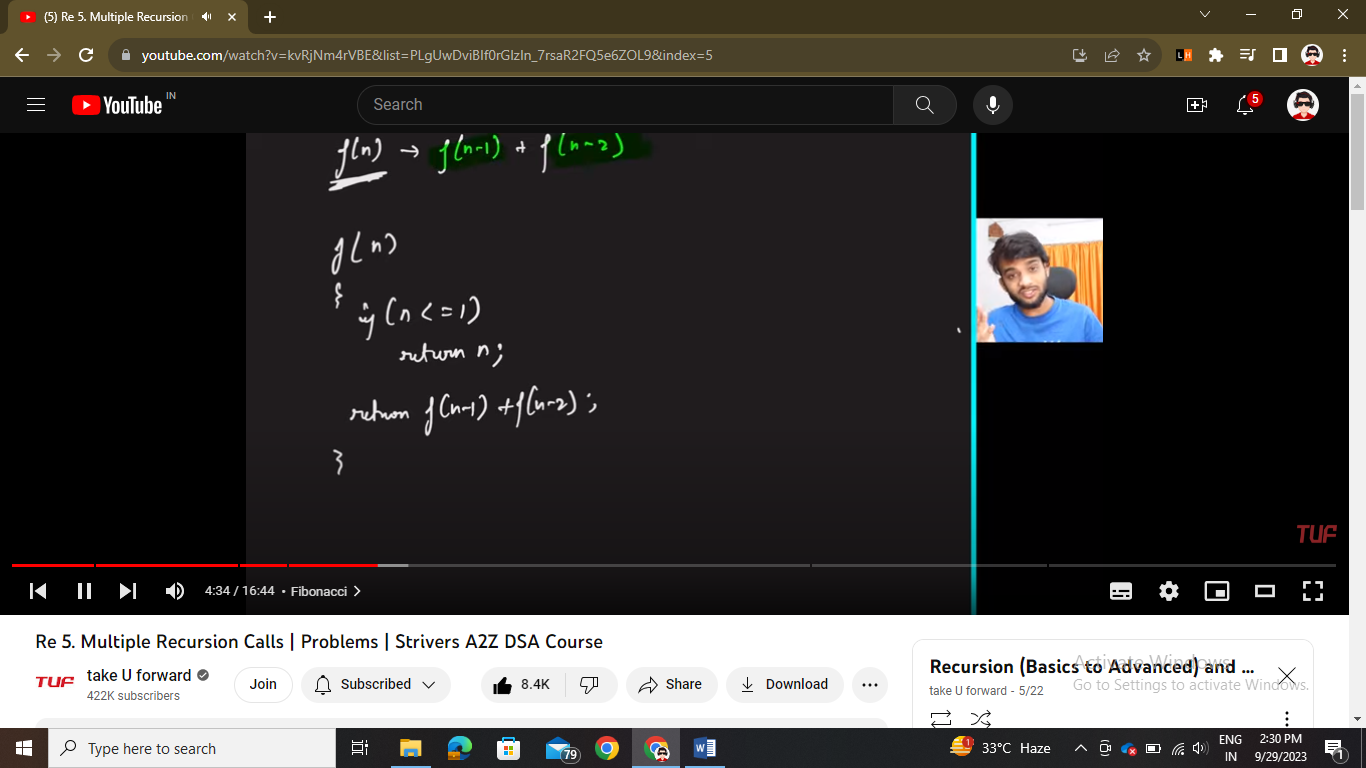 (5) Re 5. Multiple Recursion
youtube.com/watch?v=kvRjNm4rVBE&list=PLgUwDviBIf0rGlzIn_7rsaR2FQ5e6ZOL9&index=5
LH
YouTube IN
Search
5
f(n) → f(n-1) + f(n-2)
f(n)
{
if (n <= 1)
return n;
return f(n-1) + f(n-2);
}
TUF
4:34 / 16:44 • Fibonacci >
Re 5. Multiple Recursion Calls | Problems | Strivers A2Z DSA Course
TUF
take U forward
422K subscribers
Join
Subscribed
8.4K
Share
Download
Recursion (Basics to Advanced) and ...
take U forward - 5/22
Activate Windows
Go to Settings to activate Windows.
Type here to search
79
1
33°C Haze
ENG
IN
2:30 PM
9/29/2023
1